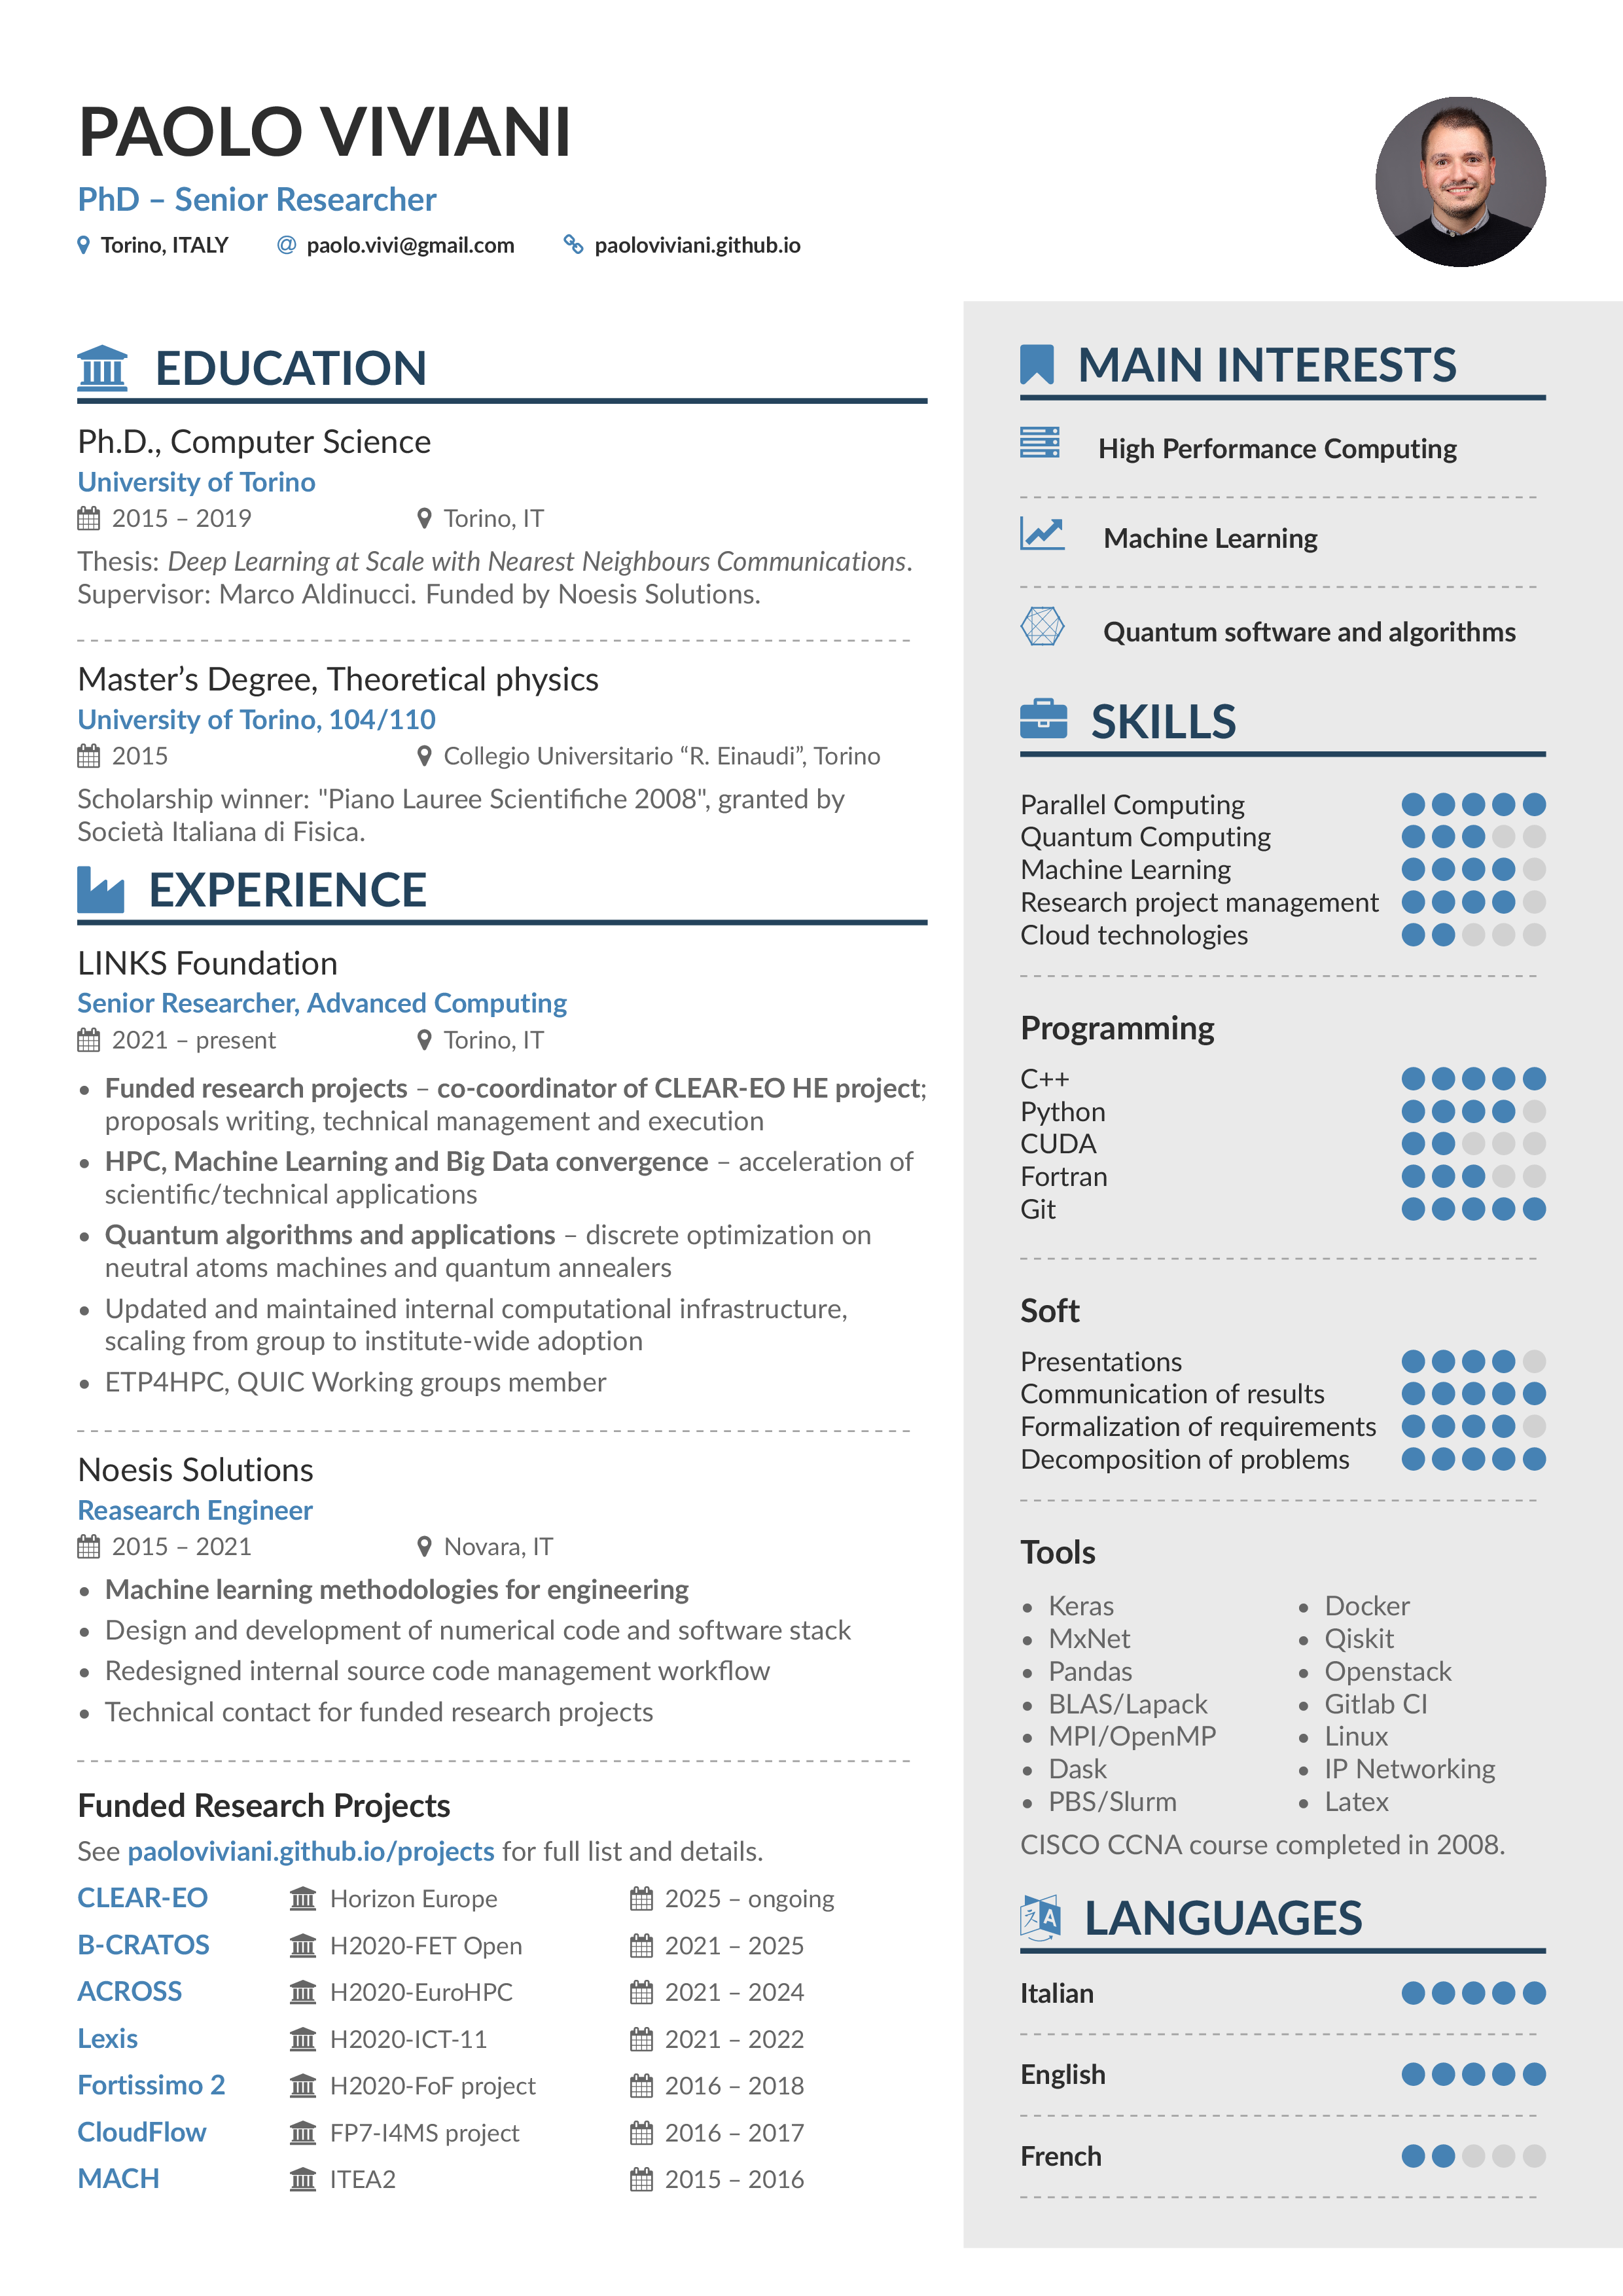 PAOLO VIVIANI
PhD – Senior Researcher
Torino, ITALY @ paolo.vivi@gmail.com paoloviviani.github.io
EDUCATION
Ph.D., Computer Science
University of Torino
2015 – 2019 Torino, IT
Thesis: Deep Learning at Scale with Nearest Neighbours Communications.
Supervisor: Marco Aldinucci. Funded by Noesis Solutions.
Master’s Degree, Theoretical physics
University of Torino, 104/110
2015 Collegio Universitario “R. Einaudi”, Torino
Scholarship winner: "Piano Lauree Scientifiche 2008", granted by
Società Italiana di Fisica.
EXPERIENCE
LINKS Foundation
Senior Researcher, Advanced Computing
2021 – present Torino, IT
• Funded research projects – co-coordinator of CLEAR-EO HE project;
proposals writing, technical management and execution
• HPC, Machine Learning and Big Data convergence – acceleration of
scientific/technical applications
• Quantum algorithms and applications – discrete optimization on
neutral atoms machines and quantum annealers
• Updated and maintained internal computational infrastructure,
scaling from group to institute-wide adoption
• ETP4HPC, QUIC Working groups member
Noesis Solutions
Reasearch Engineer
2015 – 2021 Novara, IT
• Machine learning methodologies for engineering
• Design and development of numerical code and software stack
• Redesigned internal source code management workflow
• Technical contact for funded research projects
Funded Research Projects
See paoloviviani.github.io/projects for full list and details.
CLEAR-EO Horizon Europe 2025 – ongoing
B-CRATOS H2020-FET Open 2021 – 2025
ACROSS H2020-EuroHPC 2021 – 2024
Lexis H2020-ICT-11 2021 – 2022
Fortissimo 2 H2020-FoF project 2016 – 2018
CloudFlow FP7-I4MS project 2016 – 2017
MACH ITEA2 2015 – 2016
MAIN INTERESTS
High Performance Computing
Machine Learning
Quantum software and algorithms
SKILLS
Parallel Computing
Quantum Computing
Machine Learning
Research project management
Cloud technologies
Programming
C++
Python
CUDA
Fortran
Git
Soft
Presentations
Communication of results
Formalization of requirements
Decomposition of problems
Tools
• Keras
• MxNet
• Pandas
• BLAS/Lapack
• MPI/OpenMP
• Dask
• PBS/Slurm
• Docker
• Qiskit
• Openstack
• Gitlab CI
• Linux
• IP Networking
• Latex
CISCO CCNA course completed in 2008.
LANGUAGES
Italian
English
French